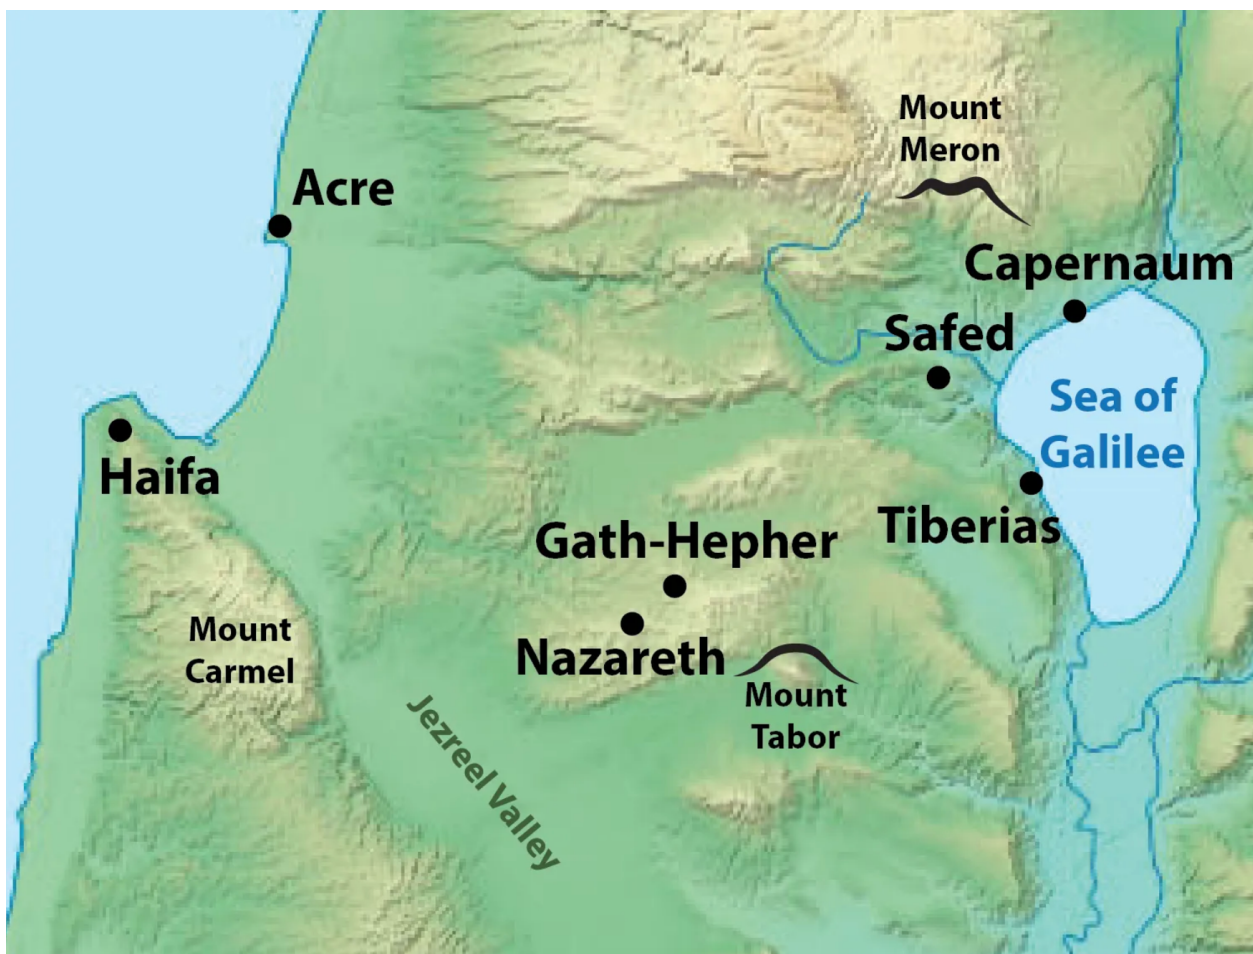 Mount
Meron
Acre
Capernaum
Safed
Sea of
Galilee
Haifa
Tiberias
Gath-Hepher
Mount
Carmel
Nazareth
Mount
Tabor
Jezreel Valley